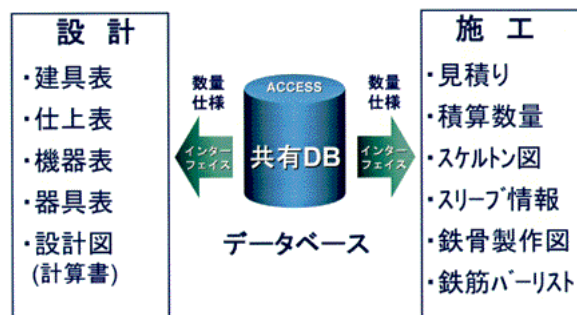 設 計
・建具表
・仕上表
・機器表
・器具表
・設計図
(計算書)
数量
仕様
インター
フェイス
ACCESS
共有DB
データベース
数量
仕様
インター
フェイス
施 工
・見積り
・積算数量
・スケルトン図
・スリーブ情報
・鉄骨製作図
・鉄筋バーリスト